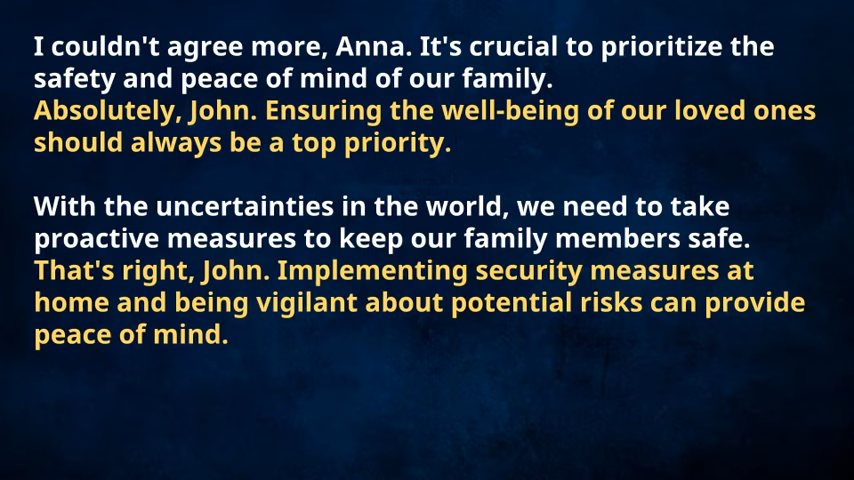 I couldn't agree more, Anna. It's crucial to prioritize the
safety and peace of mind of our family.
Absolutely, John. Ensuring the well-being of our loved ones
should always be a top priority.
With the uncertainties in the world, we need to take
proactive measures to keep our family members safe.
That's right, John. Implementing security measures at
home and being vigilant about potential risks can provide
peace of mind.